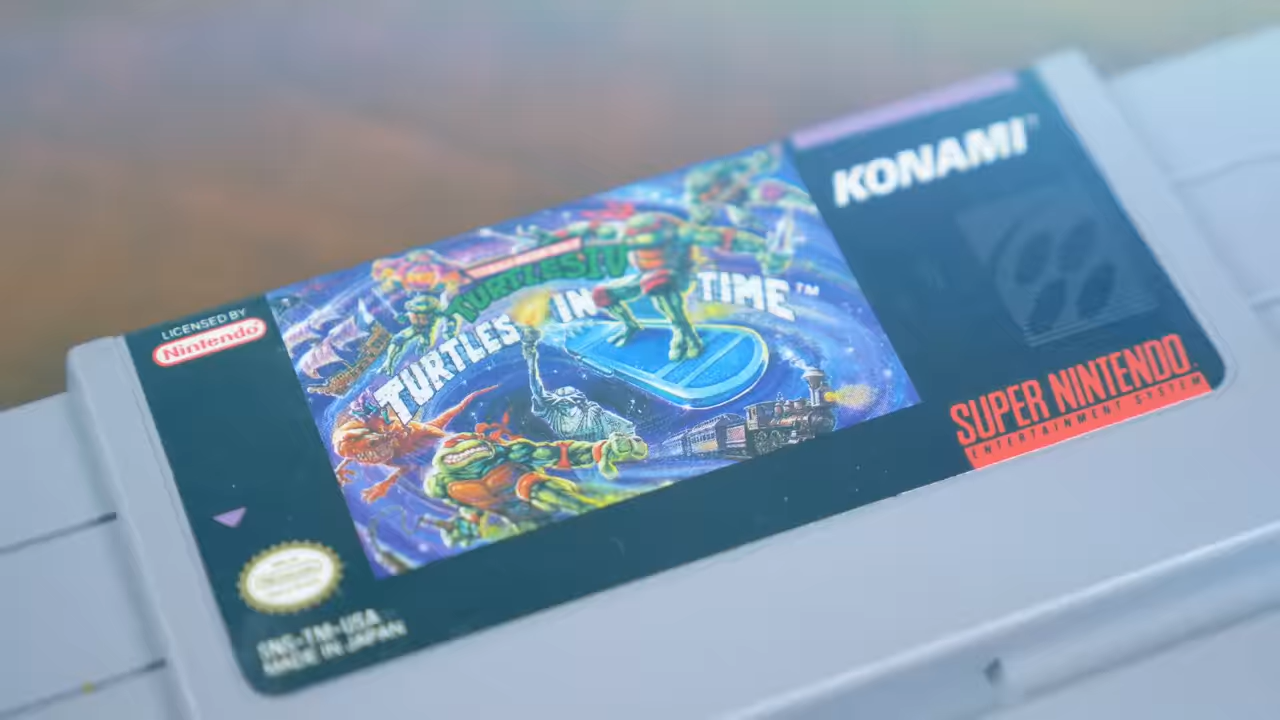 LICENSED BY
Nintendo
TURTLES IV
TURTLES IN TIME™
KONAMI
SUPER NINTENDO
ENTERTAINMENT SYSTEM
SNS-TM-USA
MADE IN JAPAN